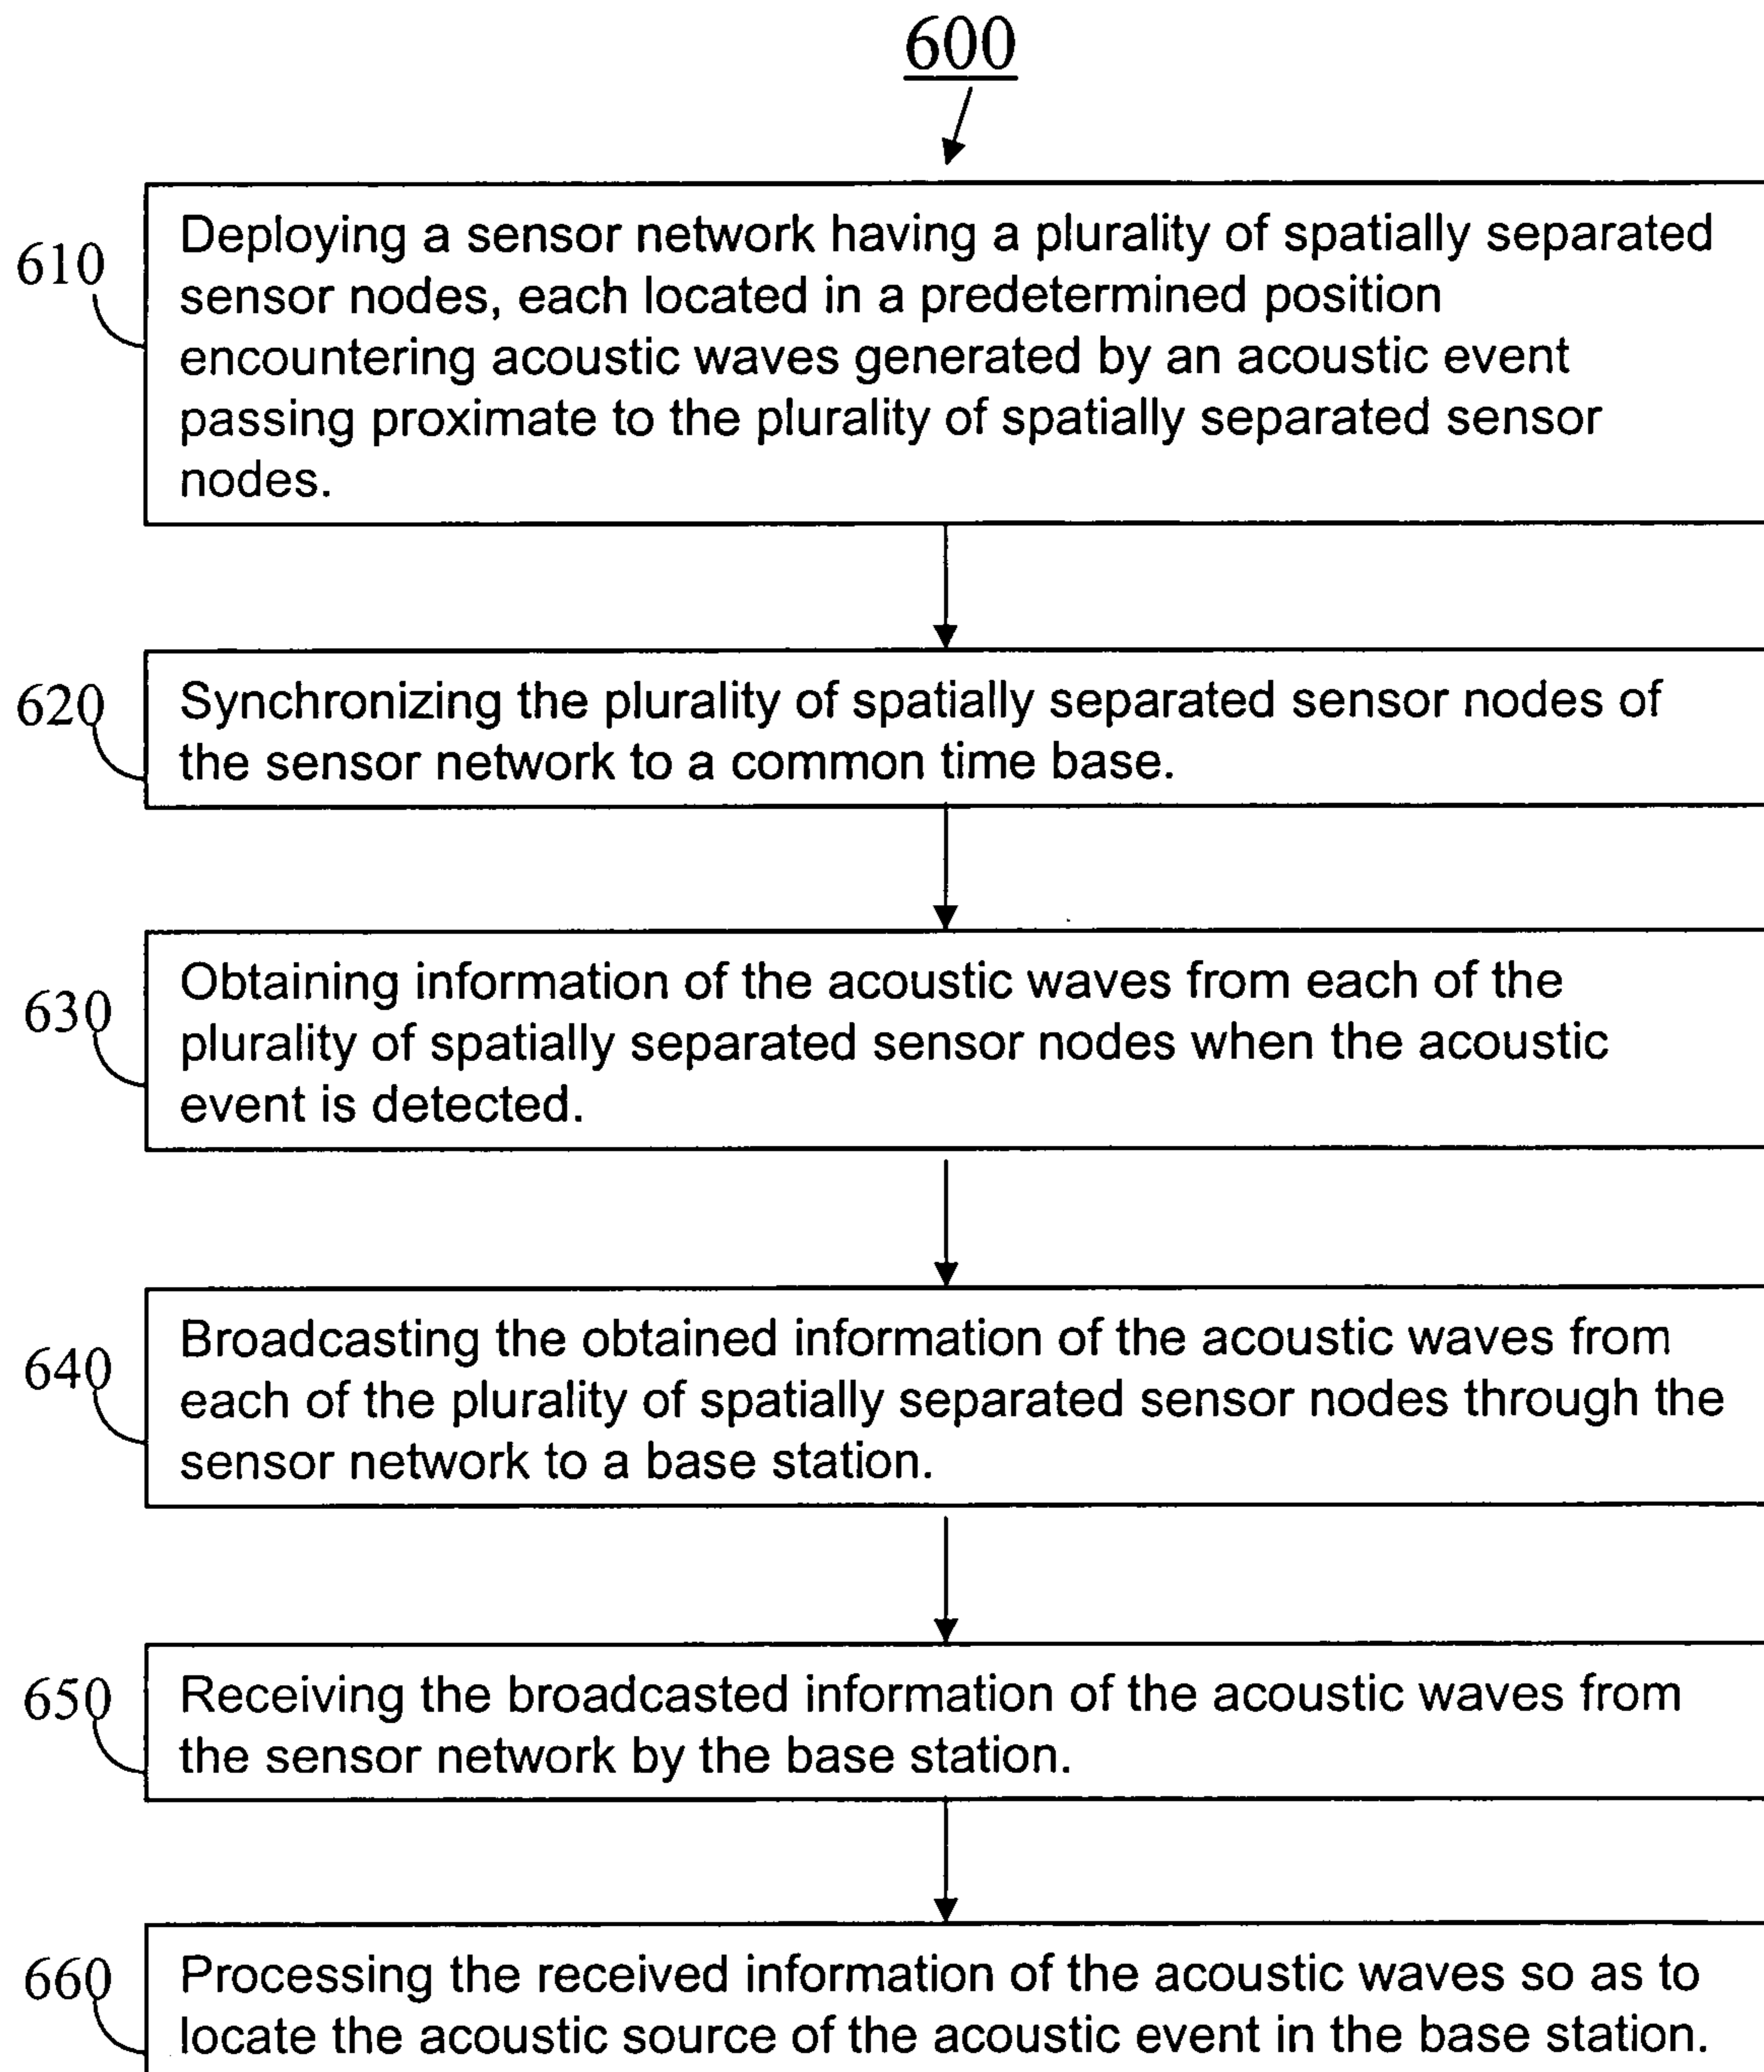 600
610
Deploying a sensor network having a plurality of spatially separated
sensor nodes, each located in a predetermined position
encountering acoustic waves generated by an acoustic event
passing proximate to the plurality of spatially separated sensor
nodes.
620
Synchronizing the plurality of spatially separated sensor nodes of
the sensor network to a common time base.
630
Obtaining information of the acoustic waves from each of the
plurality of spatially separated sensor nodes when the acoustic
event is detected.
640
Broadcasting the obtained information of the acoustic waves from
each of the plurality of spatially separated sensor nodes through the
sensor network to a base station.
650
Receiving the broadcasted information of the acoustic waves from
the sensor network by the base station.
660
Processing the received information of the acoustic waves so as to
locate the acoustic source of the acoustic event in the base station.